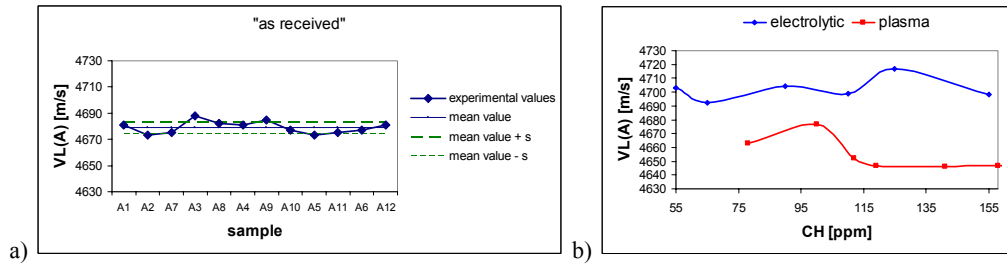 "as received"
VL(A) [m/s]
4730
4710
4690
4670
4650
4630
A1 A2 A7 A3 A8 A4 A9 A10 A5 A11 A6 A12
sample
experimental values
mean value
mean value + s
mean value - s
a)
electrolytic plasma
VL(A) [m/s]
4730
4720
4710
4700
4690
4680
4670
4660
4650
4640
4630
55 75 95 115 135 155
CH [ppm]
b)